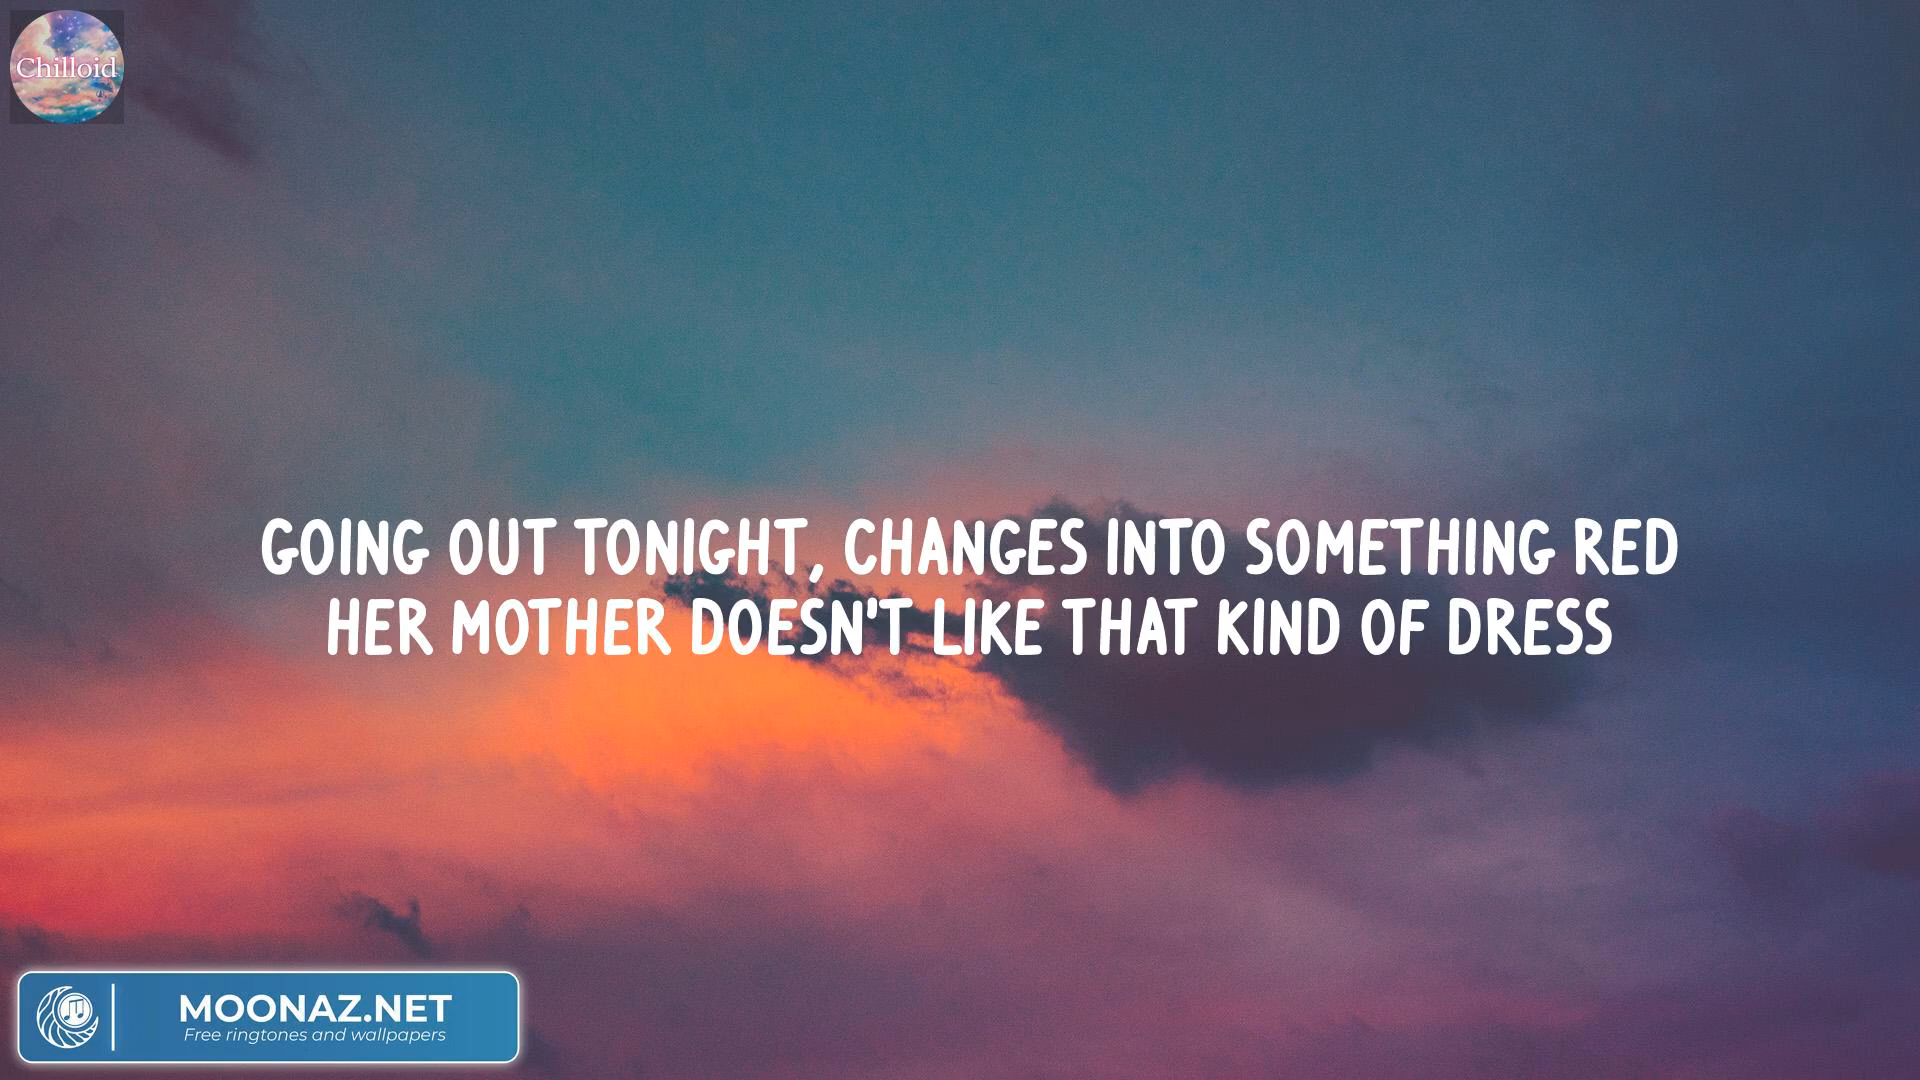 Chilloid
GOING OUT TONIGHT, CHANGES INTO SOMETHING RED
HER MOTHER DOESN'T LIKE THAT KIND OF DRESS
MOONAZ.NET
Free ringtones and wallpapers